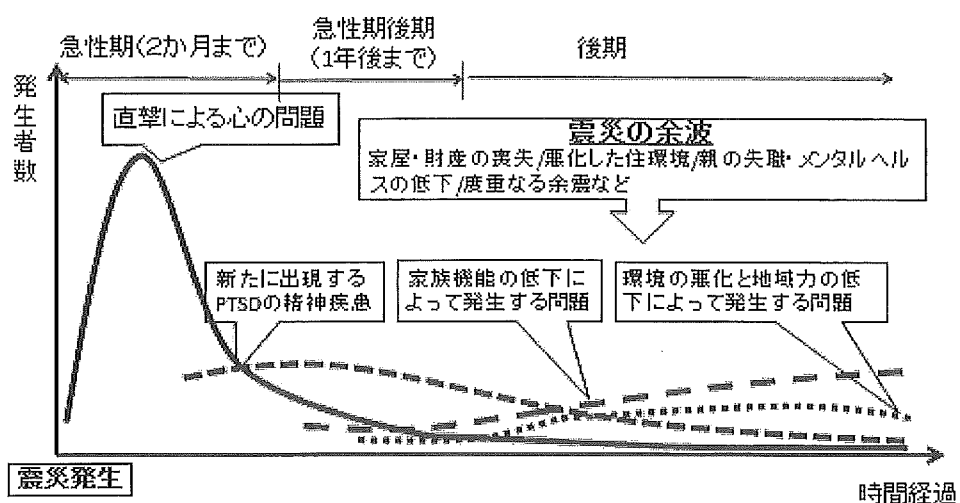 急性期(2か月まで)
急性期後期
(1年後まで)
後期
発生者数
直撃による心の問題
震災の余波
家屋・財産の喪失/悪化した住環境/親の失職・メンタルヘル
スの低下/度重なる余震など
新たに出現する
PTSDの精神疾患
家族機能の低下に
よって発生する問題
環境の悪化と地域力の低
下によって発生する問題
震災発生
時間経過